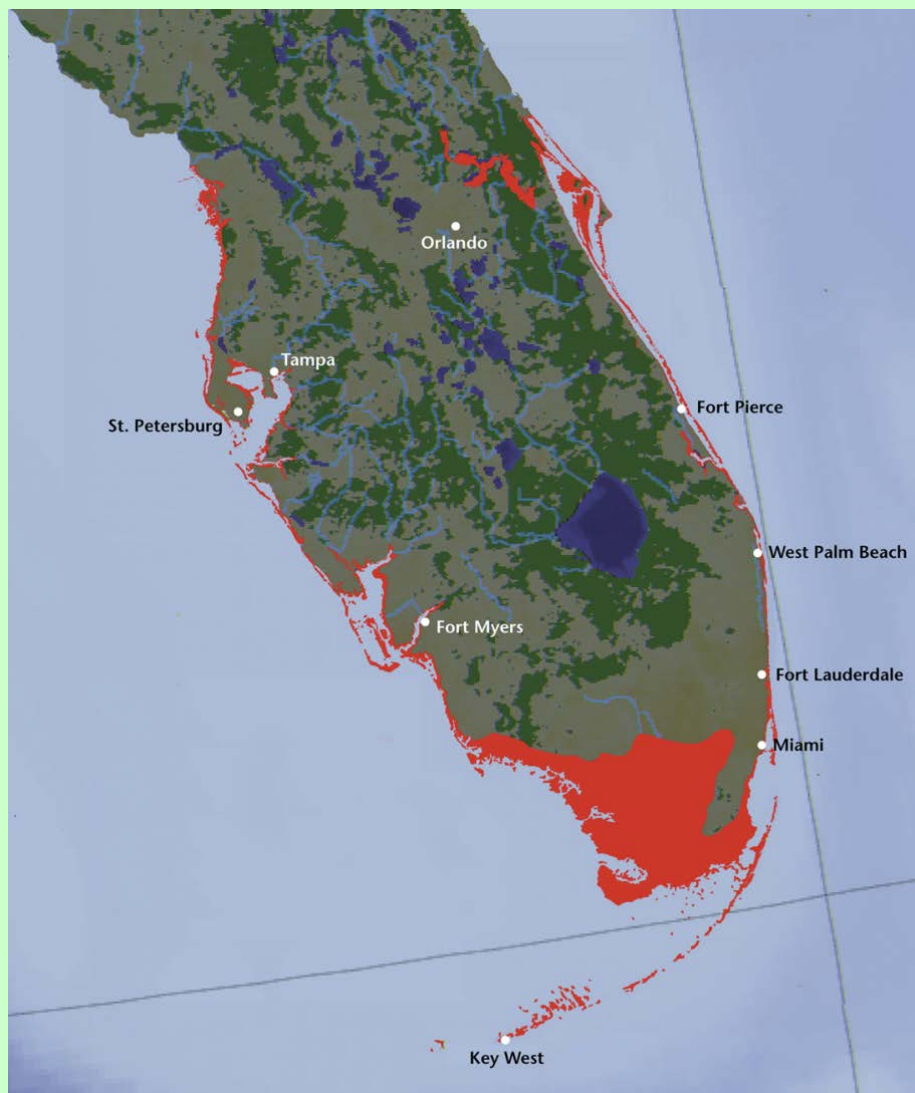 Orlando
Tampa
St. Petersburg
Fort Pierce
West Palm Beach
Fort Myers
Fort Lauderdale
Miami
Key West